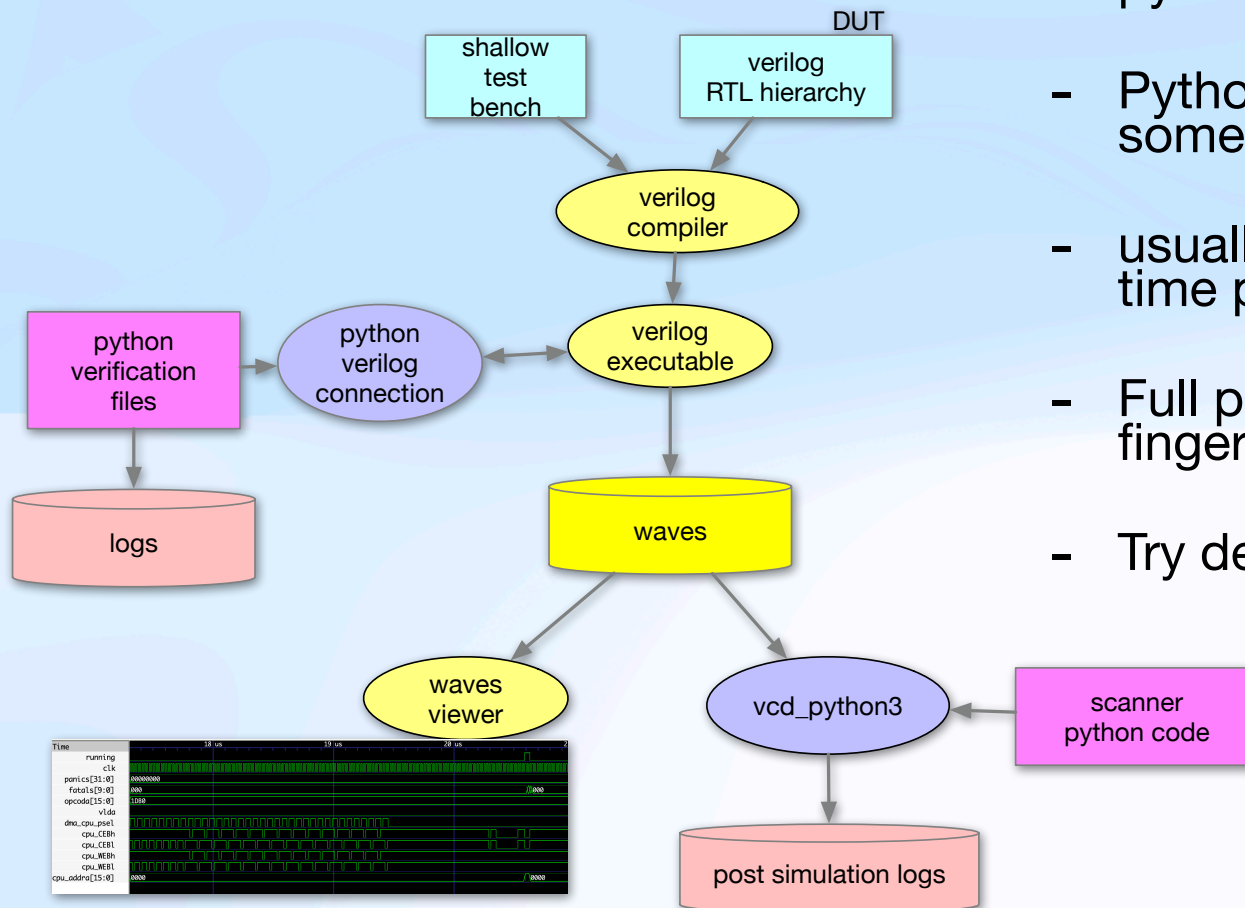 DUT
shallow
test
bench
verilog
RTL hierarchy
verilog
compiler
python
verification
files
python
verilog
connection
verilog
executable
logs
waves
waves
viewer
vcd_python3
scanner
python code
post simulation logs
Time
18 us
19 us
20 us
running
clk
panics[31:0]
00000000
fatals[9:0]
000
000
opcoda[15:0]
1DB0
vlda
dma_cpu_psel
cpu_CEBh
cpu_CEBl
cpu_WEBh
cpu_WEBl
cpu_addra[15:0]
0000
0000
- Pytho
some
- usuall
time p
- Full p
finger
- Try de